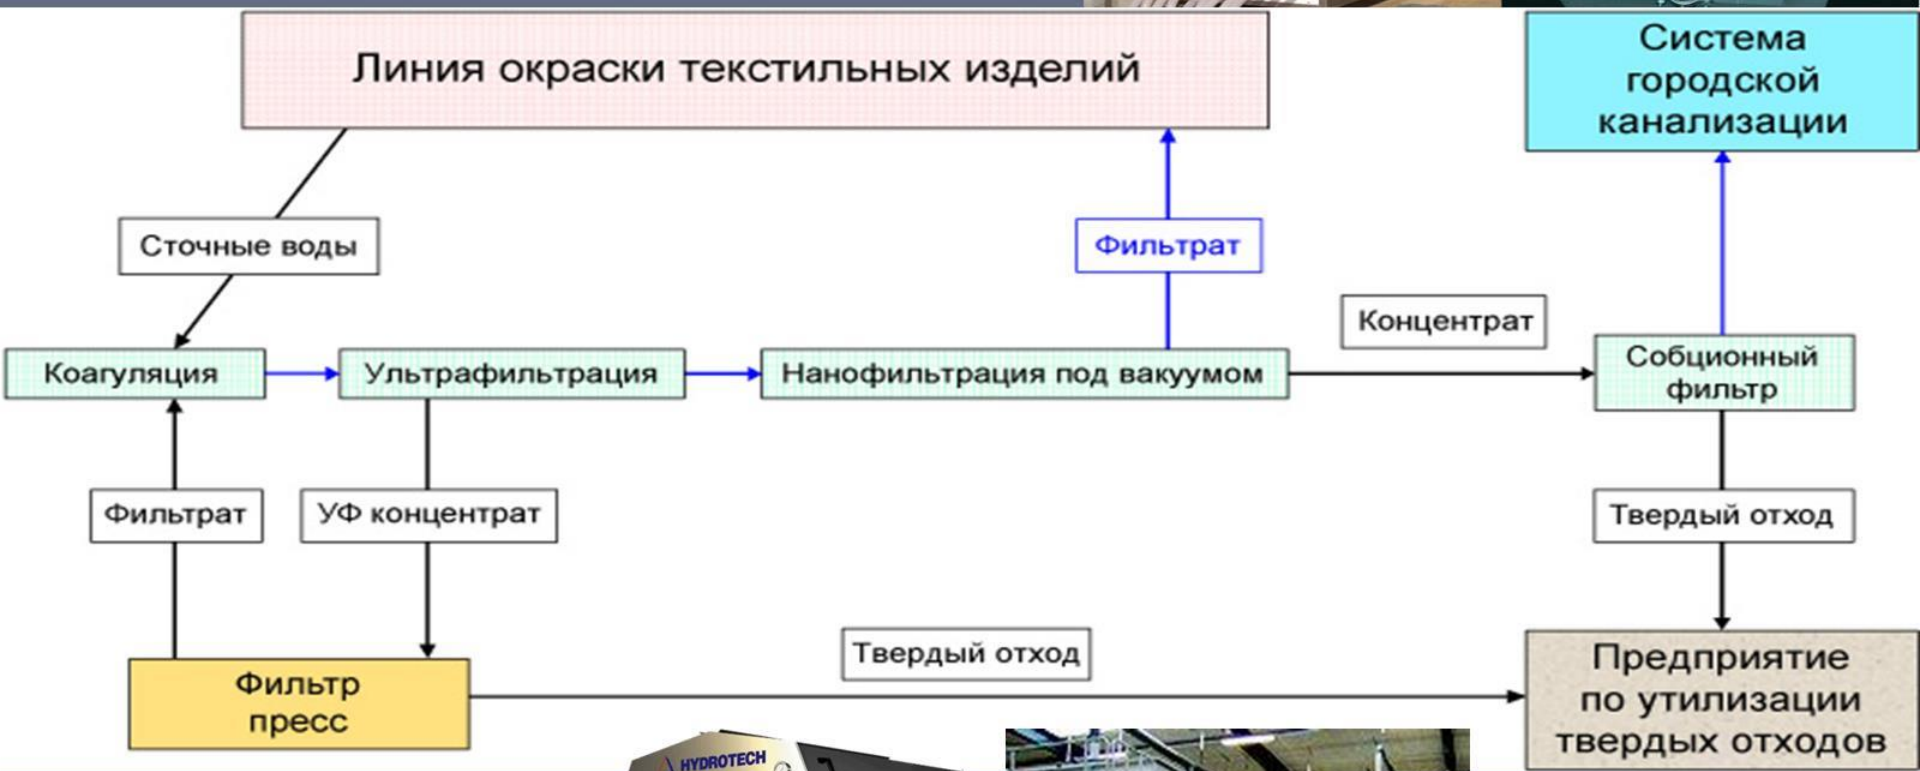 Линия окраски текстильных изделий
Система
городской
канализации
Сточные воды
Фильтрат
Концентрат
Коагуляция
Ультрафильтрация
Нанофильтрация под вакуумом
Собционный
фильтр
Фильтрат
УФ концентрат
Твердый отход
Твердый отход
Фильтр
пресс
Предприятие
по утилизации
твердых отходов
HYDROTECH